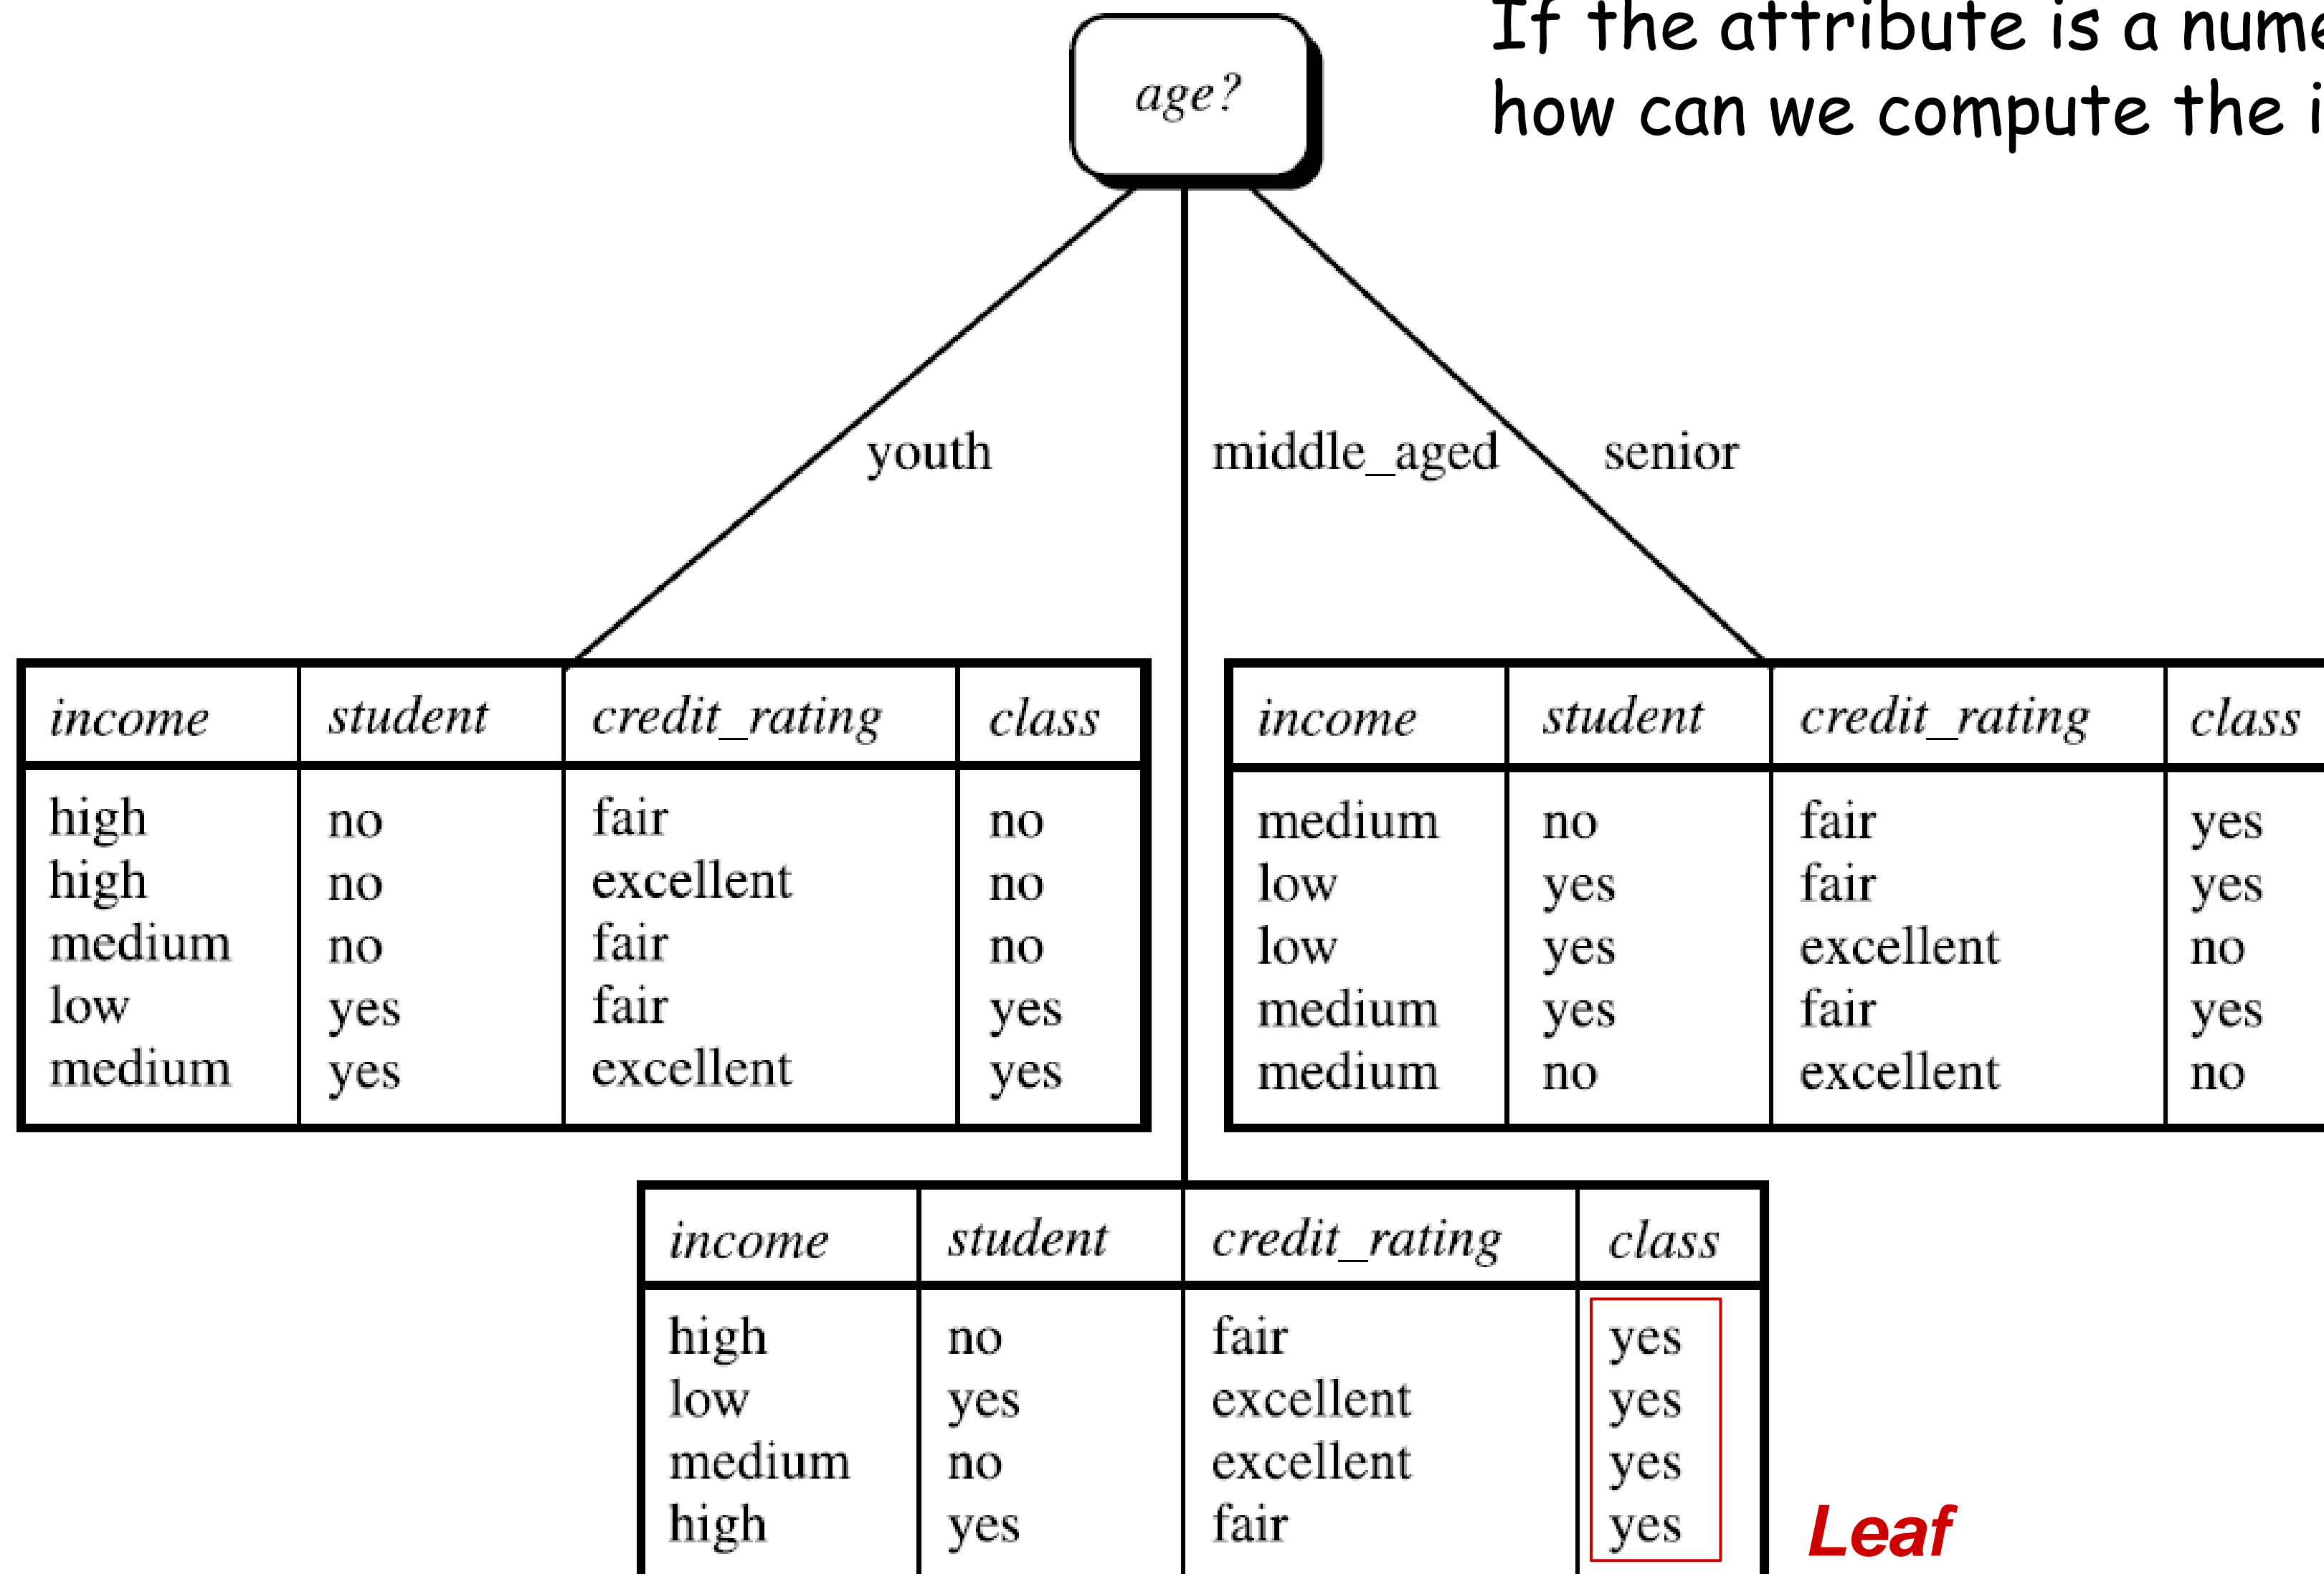 If the attribute is a
how can we compute the
age?
youth middle_aged senior
income student credit_rating class
high no fair no
high no excellent no
medium no fair no
low yes fair yes
medium yes excellent yes
income student credit_rating class
medium no fair yes
low yes fair yes
low yes excellent no
medium yes fair yes
medium no excellent no
income student credit_rating class
high no fair yes
low yes excellent yes
medium no excellent yes
high yes fair yes
Leaf